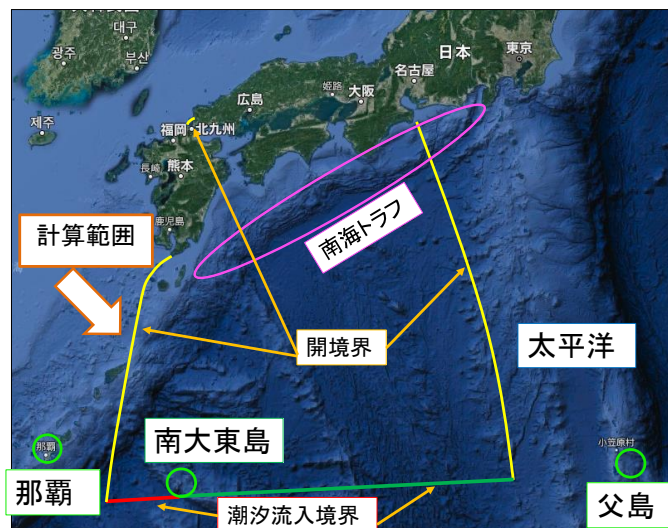 대구
광주
부산
日本
東京
名古屋
姫路
大阪
広島
제주
福岡
北九州
長崎
熊本
鹿児島
計算範囲
南海トラフ
開境界
太平洋
南大東島
那覇
那覇
小笠原村
父島
潮汐流入境界